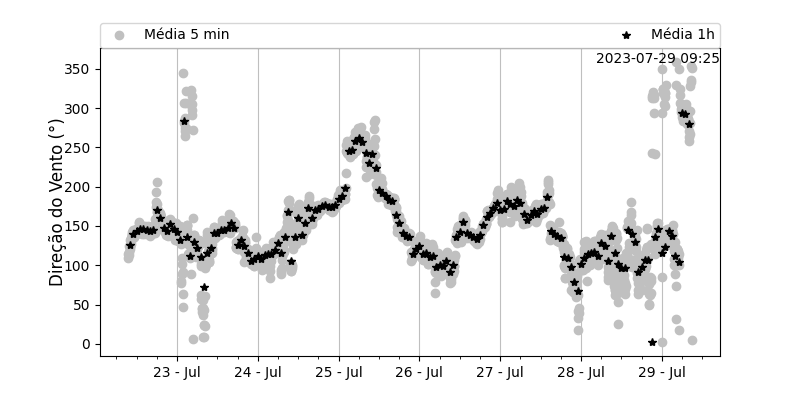 Média 5 min
Média 1h
2023-07-29 09:25
Direção do Vento (°)
350
300
250
200
150
100
50
0
23 - Jul
24 - Jul
25 - Jul
26 - Jul
27 - Jul
28 - Jul
29 - Jul